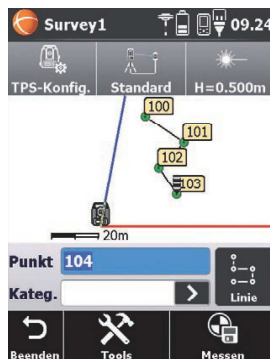 Survey1 09.24
TPS-Konfig. Standard H=0.500m
100
101
102
103
20m
Punkt 104
Kateg.
Linie
Beenden Tools Messen